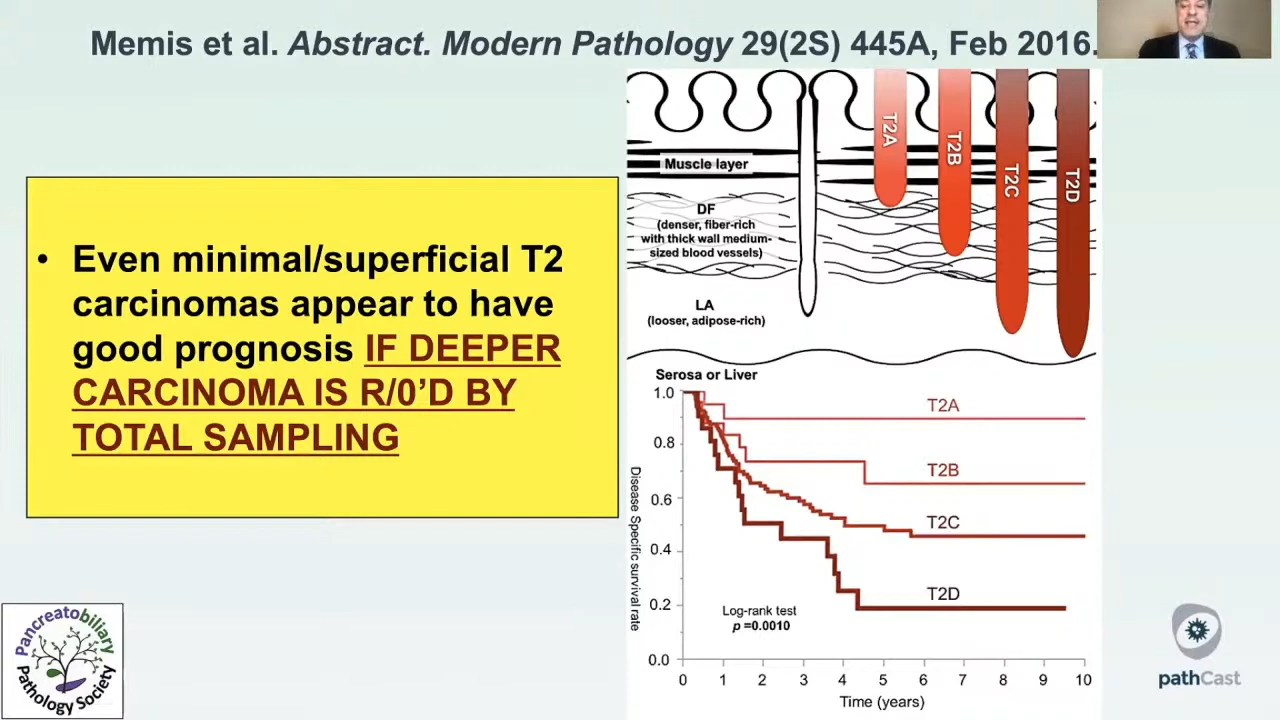 Memis et al. Abstract. Modern Pathology 29(2S) 445A, Feb 2016.
• Even minimal/superficial T2
carcinomas appear to have
good prognosis IF DEEPER
CARCINOMA IS R/0’D BY
TOTAL SAMPLING
T2A
T2B
T2C
T2D
Muscle layer
DF
(denser, fiber-rich
with thick wall medium-
sized blood vessels)
LA
(looser, adipose-rich)
Serosa or Liver
Disease Specific survival rate
1.0
0.8
0.6
0.4
0.2
0.0
T2A
T2B
T2C
T2D
Log-rank test
p =0.0010
0 1 2 3 4 5 6 7 8 9 10
Time (years)
Pancreatobiliary
Pathology Society
pathCast